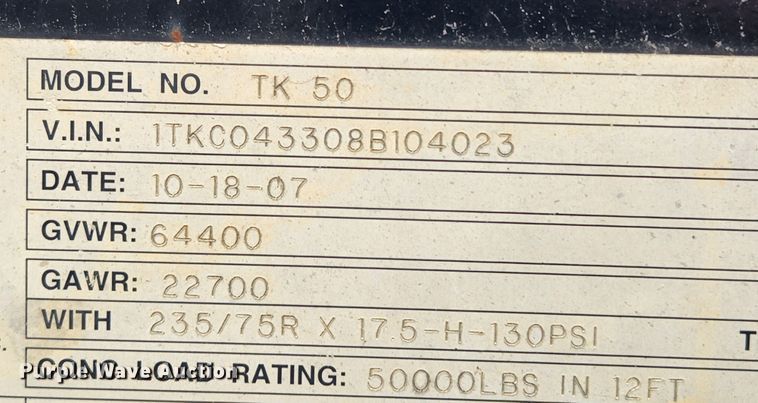 MODEL NO. TK 50
V.I.N.: 1TKC043308B104023
DATE: 10-18-07
GVWR: 64400
GAWR: 22700
WITH 235/75R X 17.5-H-130PSI T
CONC. LOAD RATING: 50000LBS IN 12FT
Purple Wave Auction